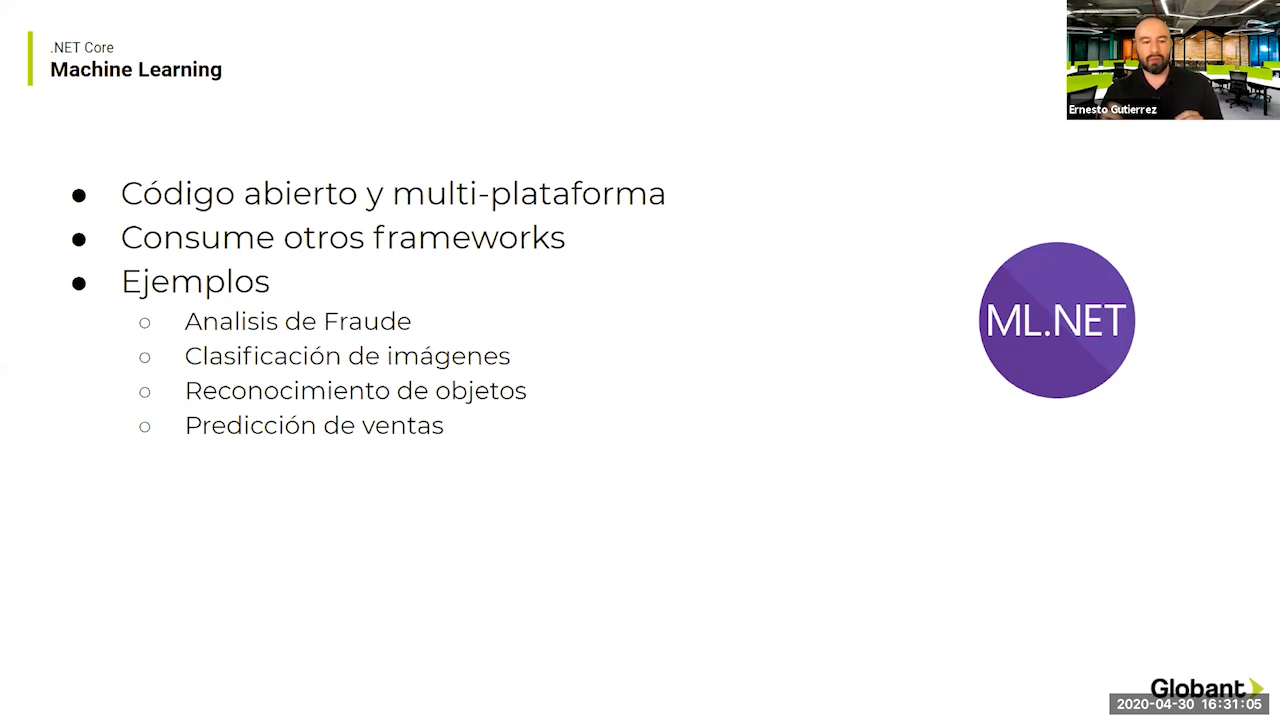 .NET Core
Machine Learning
Ernesto Gutierrez
● Código abierto y multi-plataforma
● Consume otros frameworks
● Ejemplos
○ Analisis de Fraude
○ Clasificación de imágenes
○ Reconocimiento de objetos
○ Predicción de ventas
ML.NET
Globant
2020-04-30 16:31:05